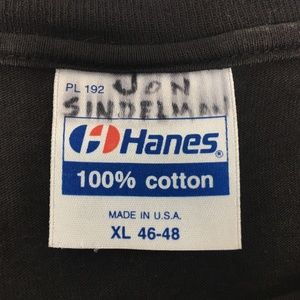 PL 192 JON
SINDELMAN
Hanes®
100% cotton
MADE IN U.S.A.
XL 46-48